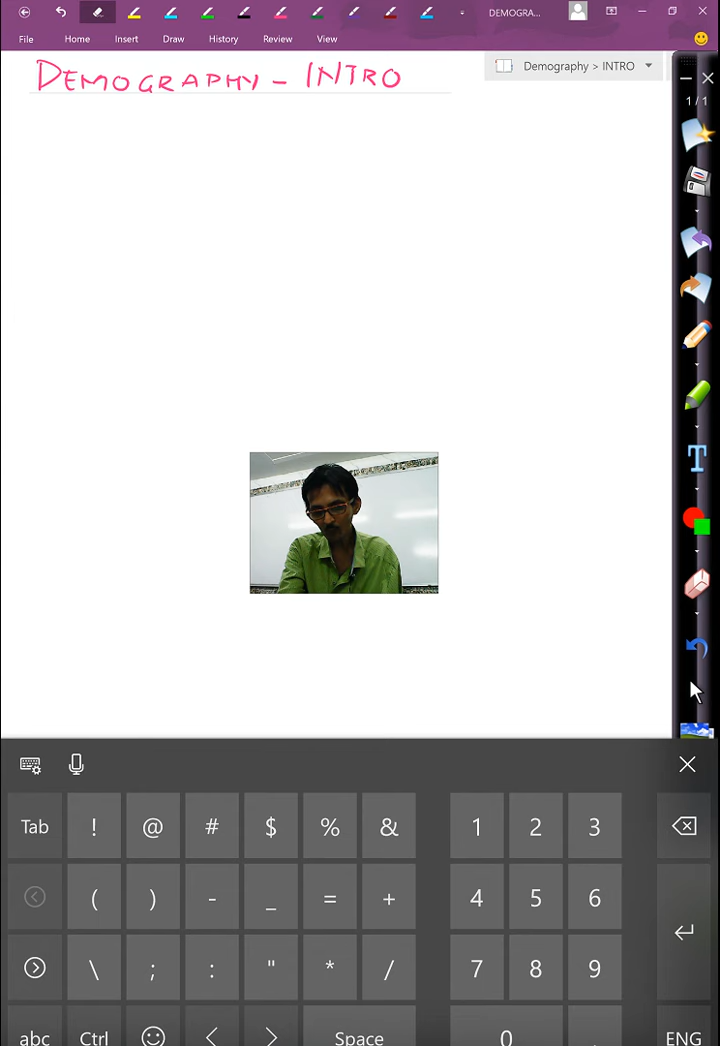 DEMOGRA...
File Home Insert Draw History Review View
DEMOGRAPHY - INTRO
Demography > INTRO
1 / 1
T
Tab ! @ # $ % & 1 2 3
( ) - _ = + 4 5 6
\ ; : " * / 7 8 9
abc Ctrl < > Space 0 . ENG